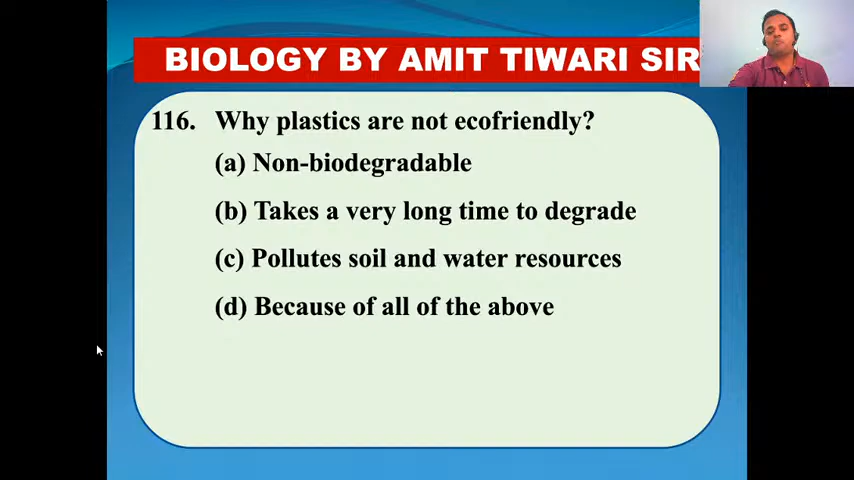 BIOLOGY BY AMIT TIWARI SIR
116. Why plastics are not ecofriendly?
(a) Non-biodegradable
(b) Takes a very long time to degrade
(c) Pollutes soil and water resources
(d) Because of all of the above